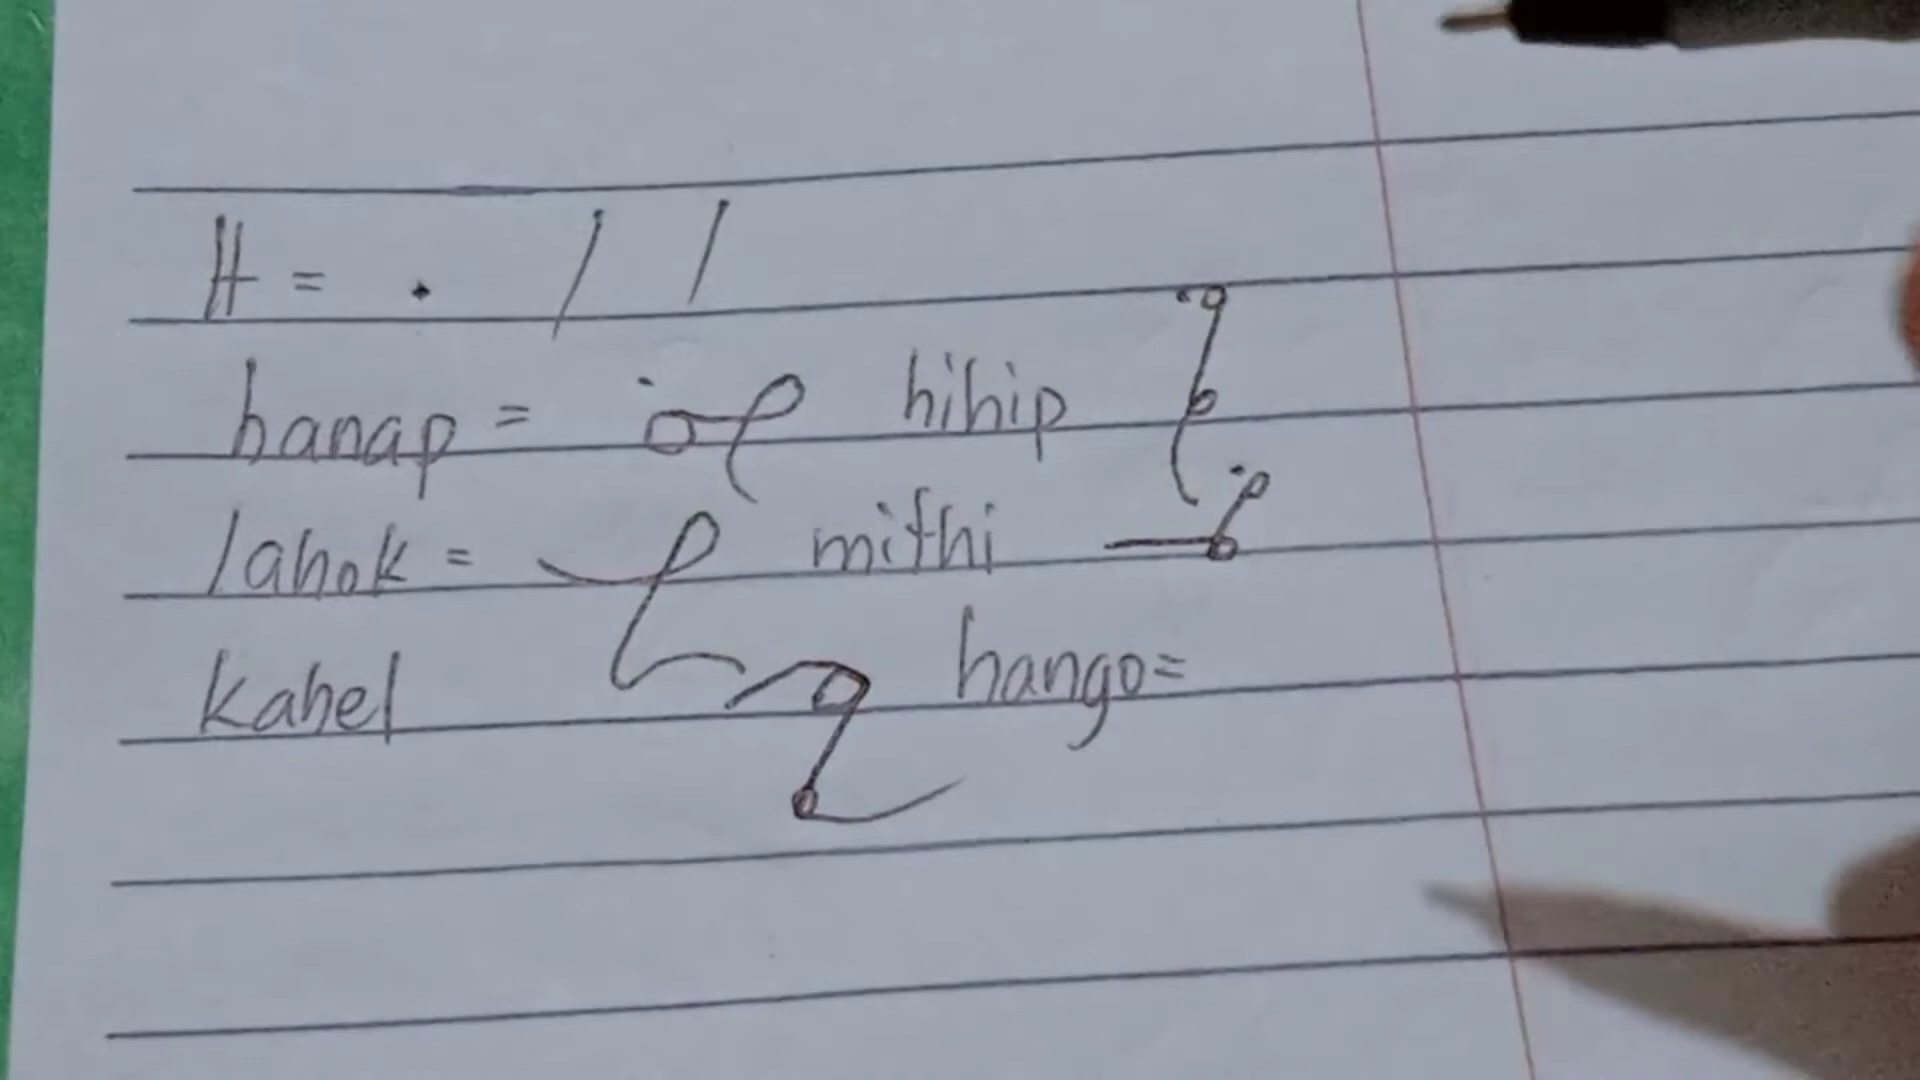 H = . / /
hanap = hihip
lahok = mithi
kahel hango=